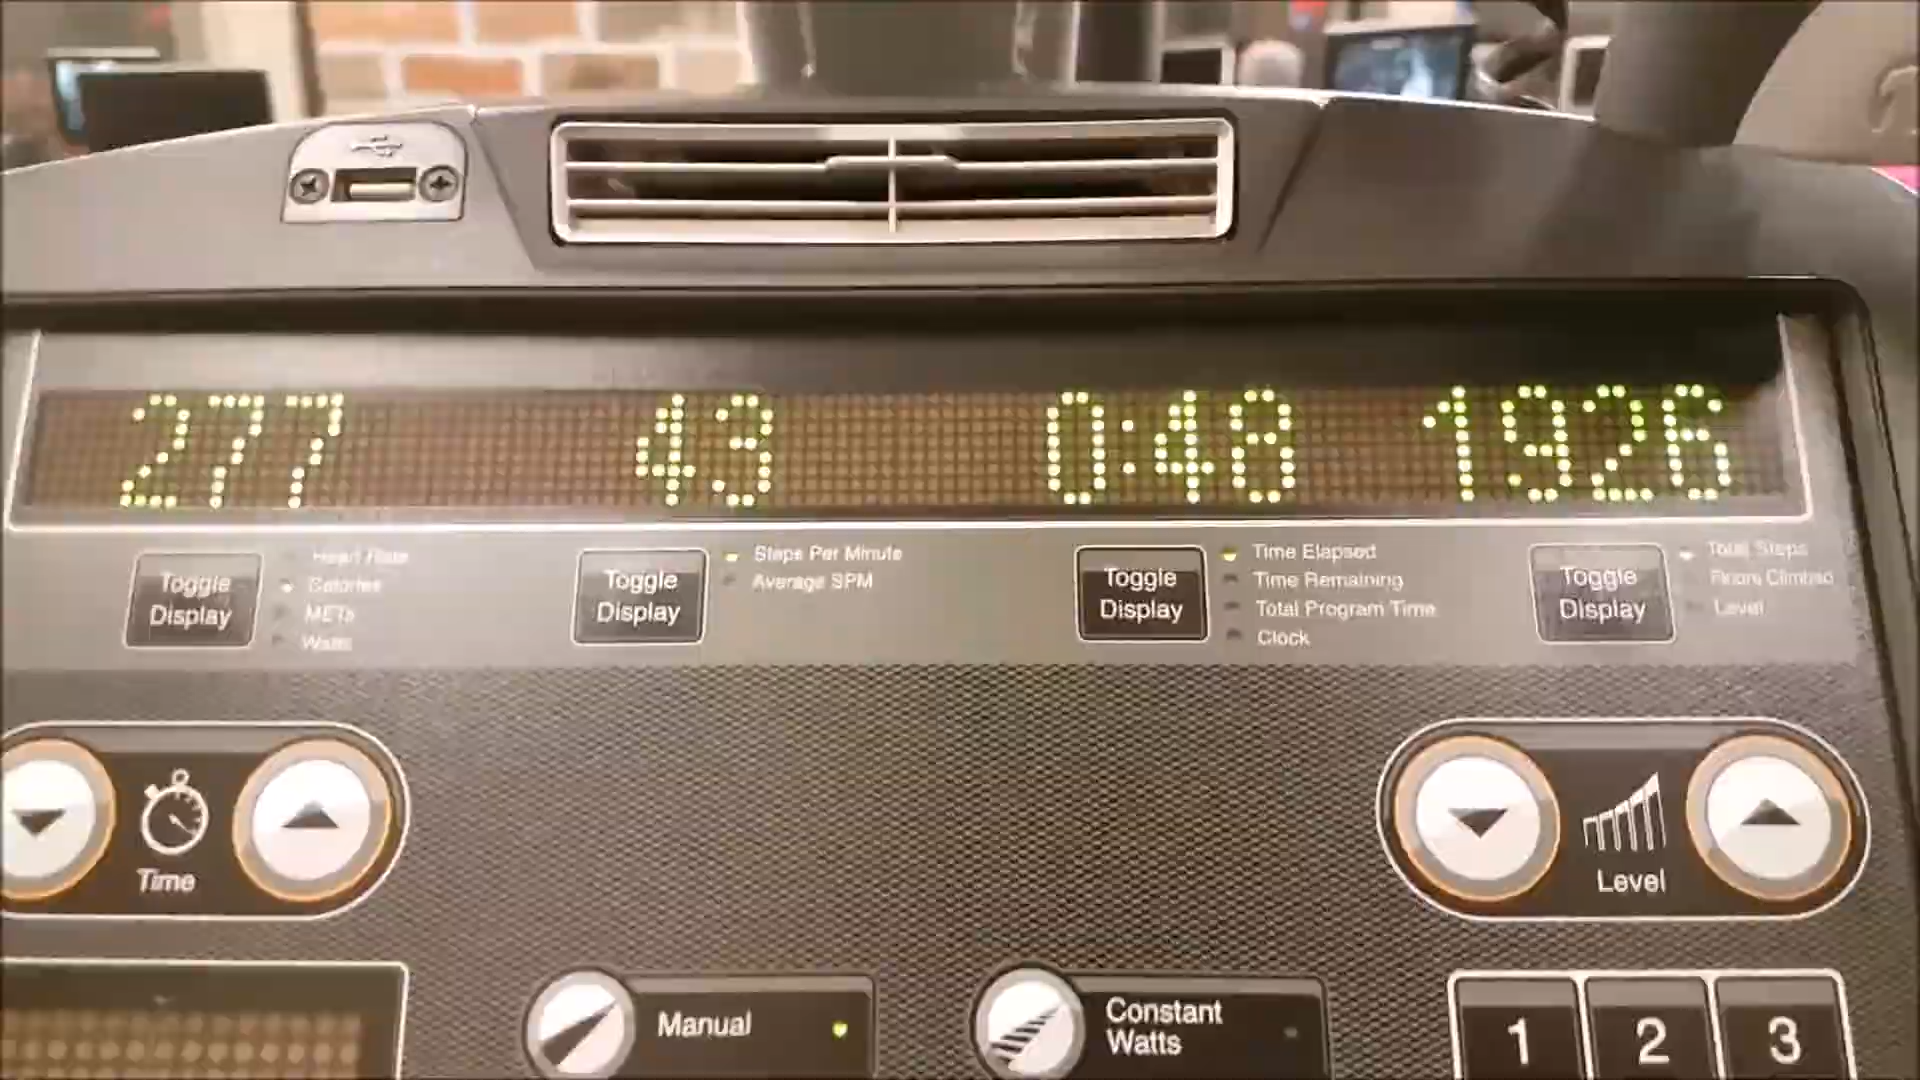 277 43 0:48 1926
Toggle
Display
Heart Rate
Calories
METs
Watts
Toggle
Display
Steps Per Minute
Average SPM
Toggle
Display
Time Elapsed
Time Remaining
Total Program Time
Clock
Toggle
Display
Total Steps
Floors Climbed
Level
Time
Level
Manual
Constant
Watts
1 2 3